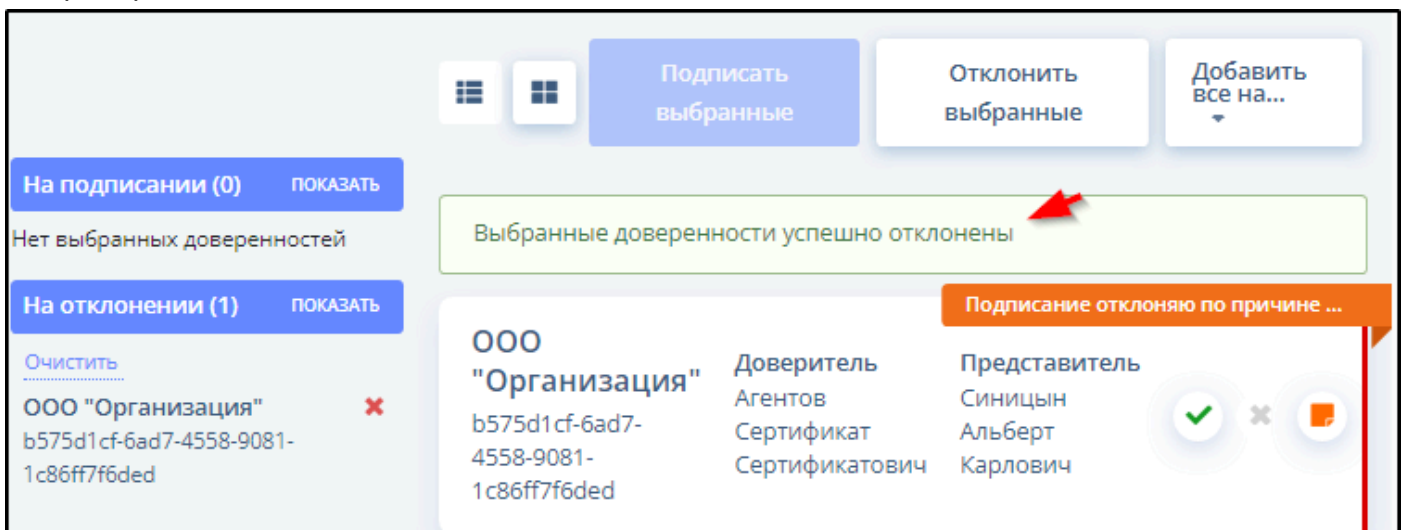 Подписать
выбранные
Отклонить
выбранные
Добавить
все на...
На подписании (0) ПОКАЗАТЬ
Нет выбранных доверенностей
На отклонении (1) ПОКАЗАТЬ
Очистить
ООО "Организация"
b575d1cf-6ad7-4558-9081-
1c86ff7f6ded
Выбранные доверенности успешно отклонены
Подписание отклоняю по причине ...
ООО
"Организация"
b575d1cf-6ad7-
4558-9081-
1c86ff7f6ded
Доверитель
Агентов
Сертификат
Сертификатович
Представитель
Синицын
Альберт
Карлович